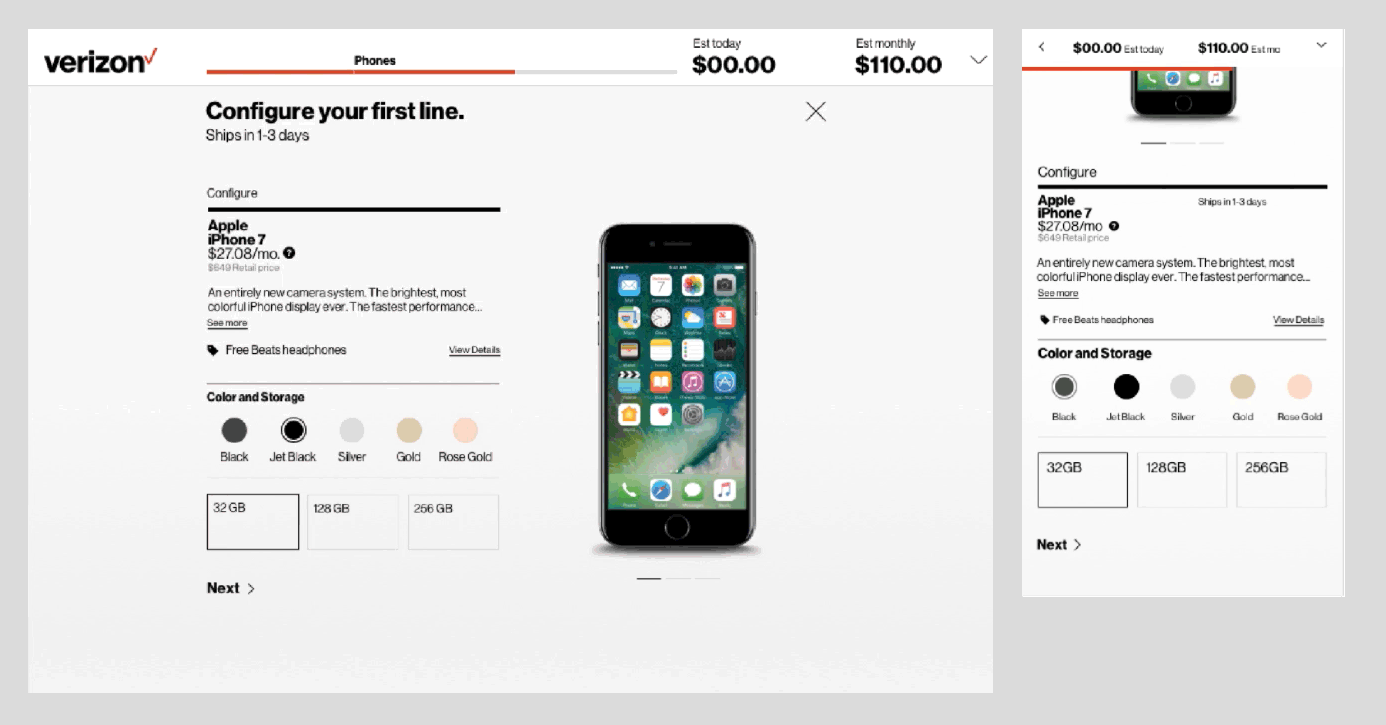 verizon
Phones
Est today
$00.00
Est monthly
$110.00
Configure your first line.
Ships in 1-3 days
Configure
Apple
iPhone 7
$27.08/mo. ?
$649 Retail price
An entirely new camera system. The brightest, most
colorful iPhone display ever. The fastest performance...
See more
Free Beats headphones
View Details
Color and Storage
Black
Jet Black
Silver
Gold
Rose Gold
32 GB
128 GB
256 GB
Next
$00.00 Est today
$110.00 Est mo
Configure
Apple
iPhone 7
Ships in 1-3 days
$27.08/mo ?
$649 Retail price
An entirely new camera system. The brightest, most
colorful iPhone display ever. The fastest performance...
See more
Free Beats headphones
View Details
Color and Storage
Black
Jet Black
Silver
Gold
Rose Gold
32GB
128GB
256GB
Next